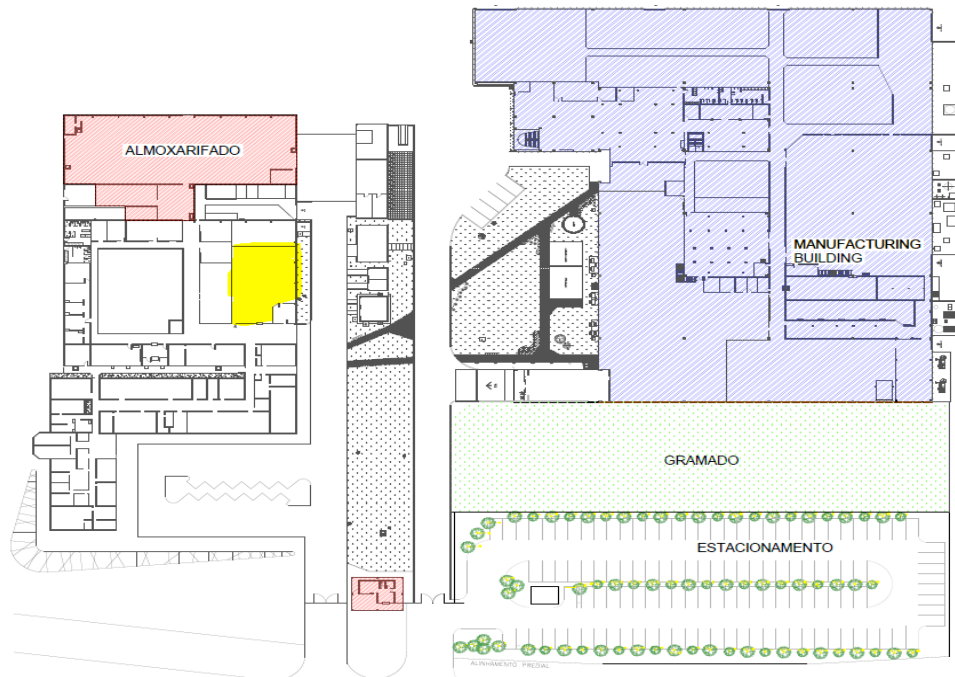 ALMOXARIFADO
MANUFACTURING
BUILDING
GRAMADO
ESTACIONAMENTO
ALINHAMENTO PREDIAL